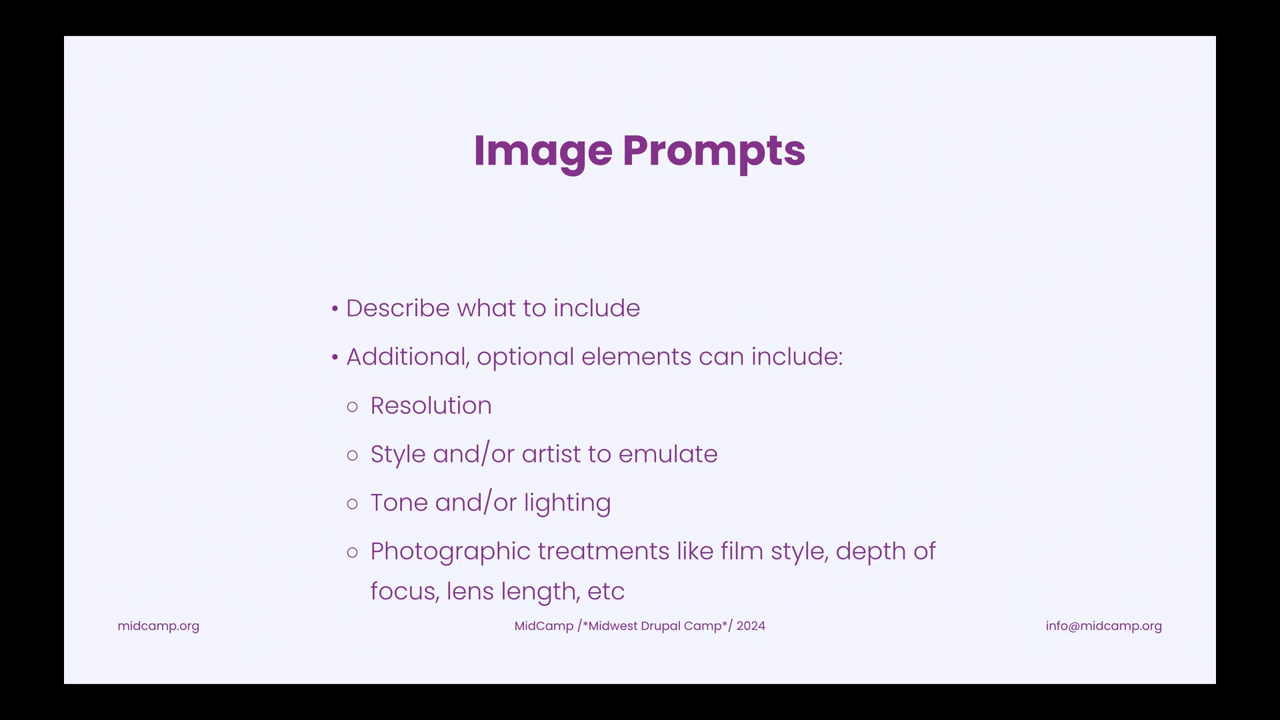 Image Prompts
• Describe what to include
• Additional, optional elements can include:
○ Resolution
○ Style and/or artist to emulate
○ Tone and/or lighting
○ Photographic treatments like film style, depth of
focus, lens length, etc
midcamp.org
MidCamp /*Midwest Drupal Camp*/ 2024
info@midcamp.org